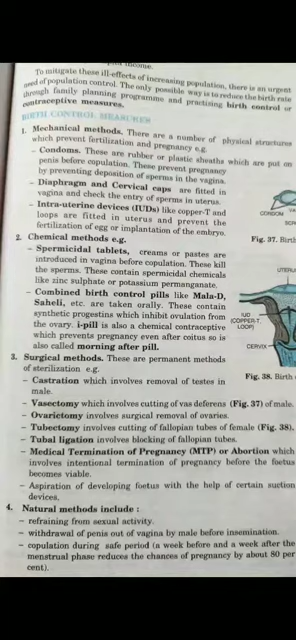 income.
To mitigate these ill-effects of increasing population, there is an urgent
need of population control. The only possible way is to reduce the birth rate
through family planning programme and practising birth control or
contraceptive measures.
BIRTH CONTROL MEASURES
1. Mechanical methods. There are a number of physical structures
which prevent fertilization and pregnancy e.g.
– Condoms. These are rubber or plastic sheaths which are put on
penis before copulation. These prevent pregnancy
by preventing deposition of sperms in the vagina.
– Diaphragm and Cervical caps are fitted in
vagina and check the entry of sperms in uterus.
– Intra-uterine devices (IUDs) like copper-T and
loops are fitted in uterus and prevent the
fertilization of egg or implantation of the embryo.
2. Chemical methods e.g.
– Spermicidal tablets, creams or pastes are
introduced in vagina before copulation. These kill
the sperms. These contain spermicidal chemicals
like zinc sulphate or potassium permanganate.
– Combined birth control pills like Mala-D,
Saheli, etc. are taken orally. These contain
synthetic progestins which inhibit ovulation from
the ovary. i-pill is also a chemical contraceptive
which prevents pregnancy even after coitus so is
also called morning after pill.
3. Surgical methods. These are permanent methods
of sterilization e.g.
– Castration which involves removal of testes in
male.
– Vasectomy which involves cutting of vas deferens (Fig. 37) of male.
– Ovarietomy involves surgical removal of ovaries.
– Tubectomy involves cutting of fallopian tubes of female (Fig. 38).
– Tubal ligation involves blocking of fallopian tubes.
– Medical Termination of Pregnancy (MTP) or Abortion which
involves intentional termination of pregnancy before the foetus
becomes viable.
– Aspiration of developing foetus with the help of certain suction
devices.
4. Natural methods include :
– refraining from sexual activity.
– withdrawal of penis out of vagina by male before insemination.
– copulation during safe period (a week before and a week after the
menstrual phase reduces the chances of pregnancy by about 80 per
cent).
CONDOM
VA
SCR
Fig. 37. Birth
UTERU
IUD
(COPPER-T,
LOOP)
CERVIX
Fig. 38. Birth